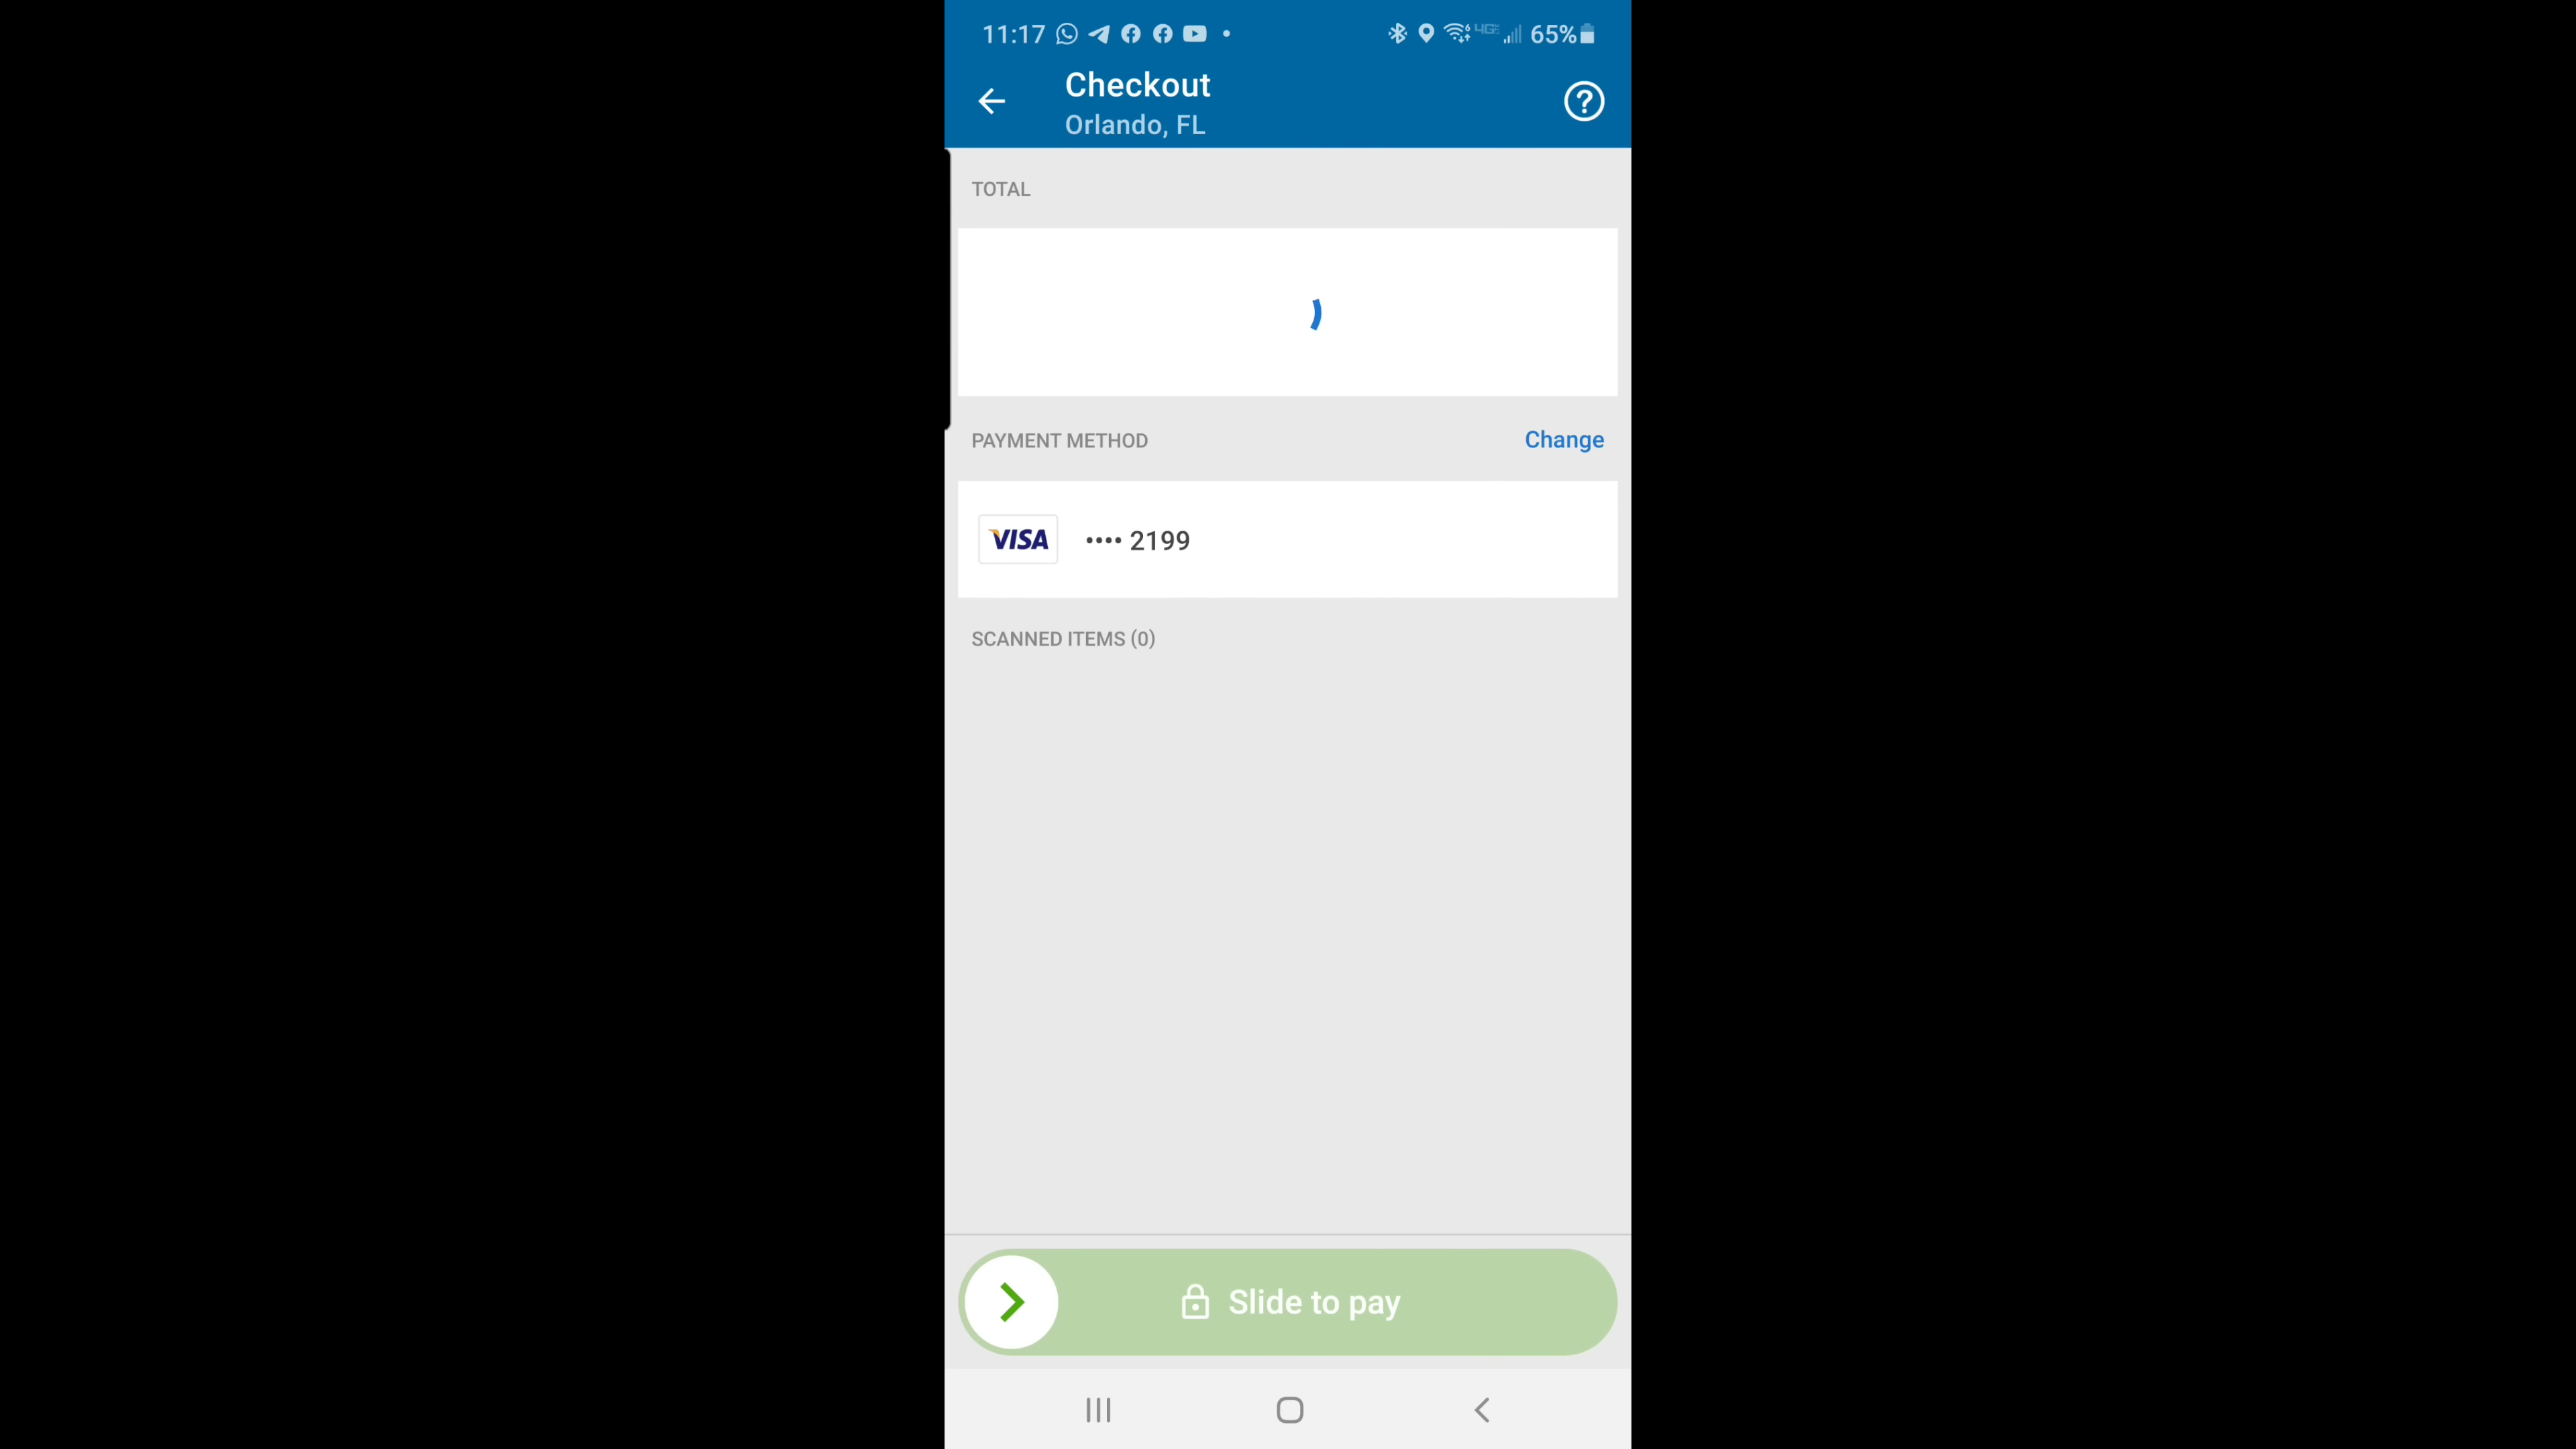 11:17 65%
Checkout
Orlando, FL
TOTAL
PAYMENT METHOD Change
VISA •••• 2199
SCANNED ITEMS (0)
Slide to pay